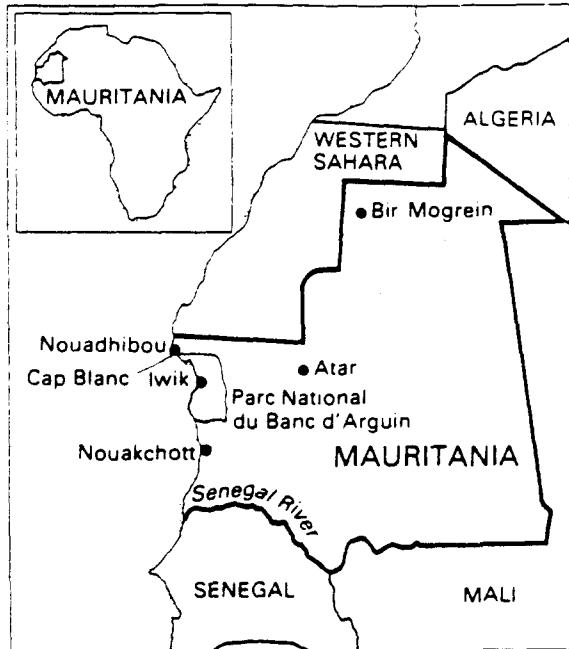 MAURITANIA
ALGERIA
WESTERN
SAHARA
Bir Mogrein
Nouadhibou
Cap Blanc
Iwik
Atar
Parc National
du Banc d'Arguin
Nouakchott
MAURITANIA
Senegal River
SENEGAL
MALI